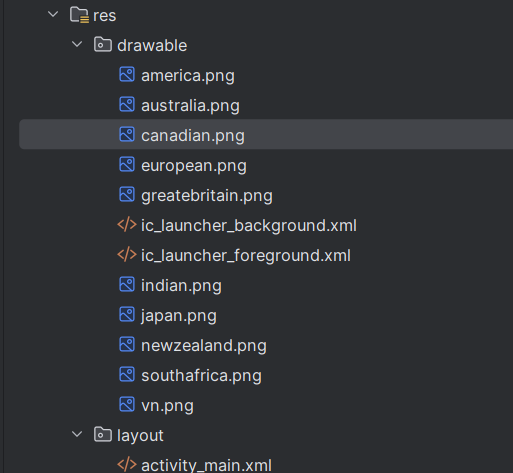 res
drawable
america.png
australia.png
canadian.png
european.png
greatebritain.png
ic_launcher_background.xml
ic_launcher_foreground.xml
indian.png
japan.png
newzealand.png
southafrica.png
vn.png
layout
activity_main.xml